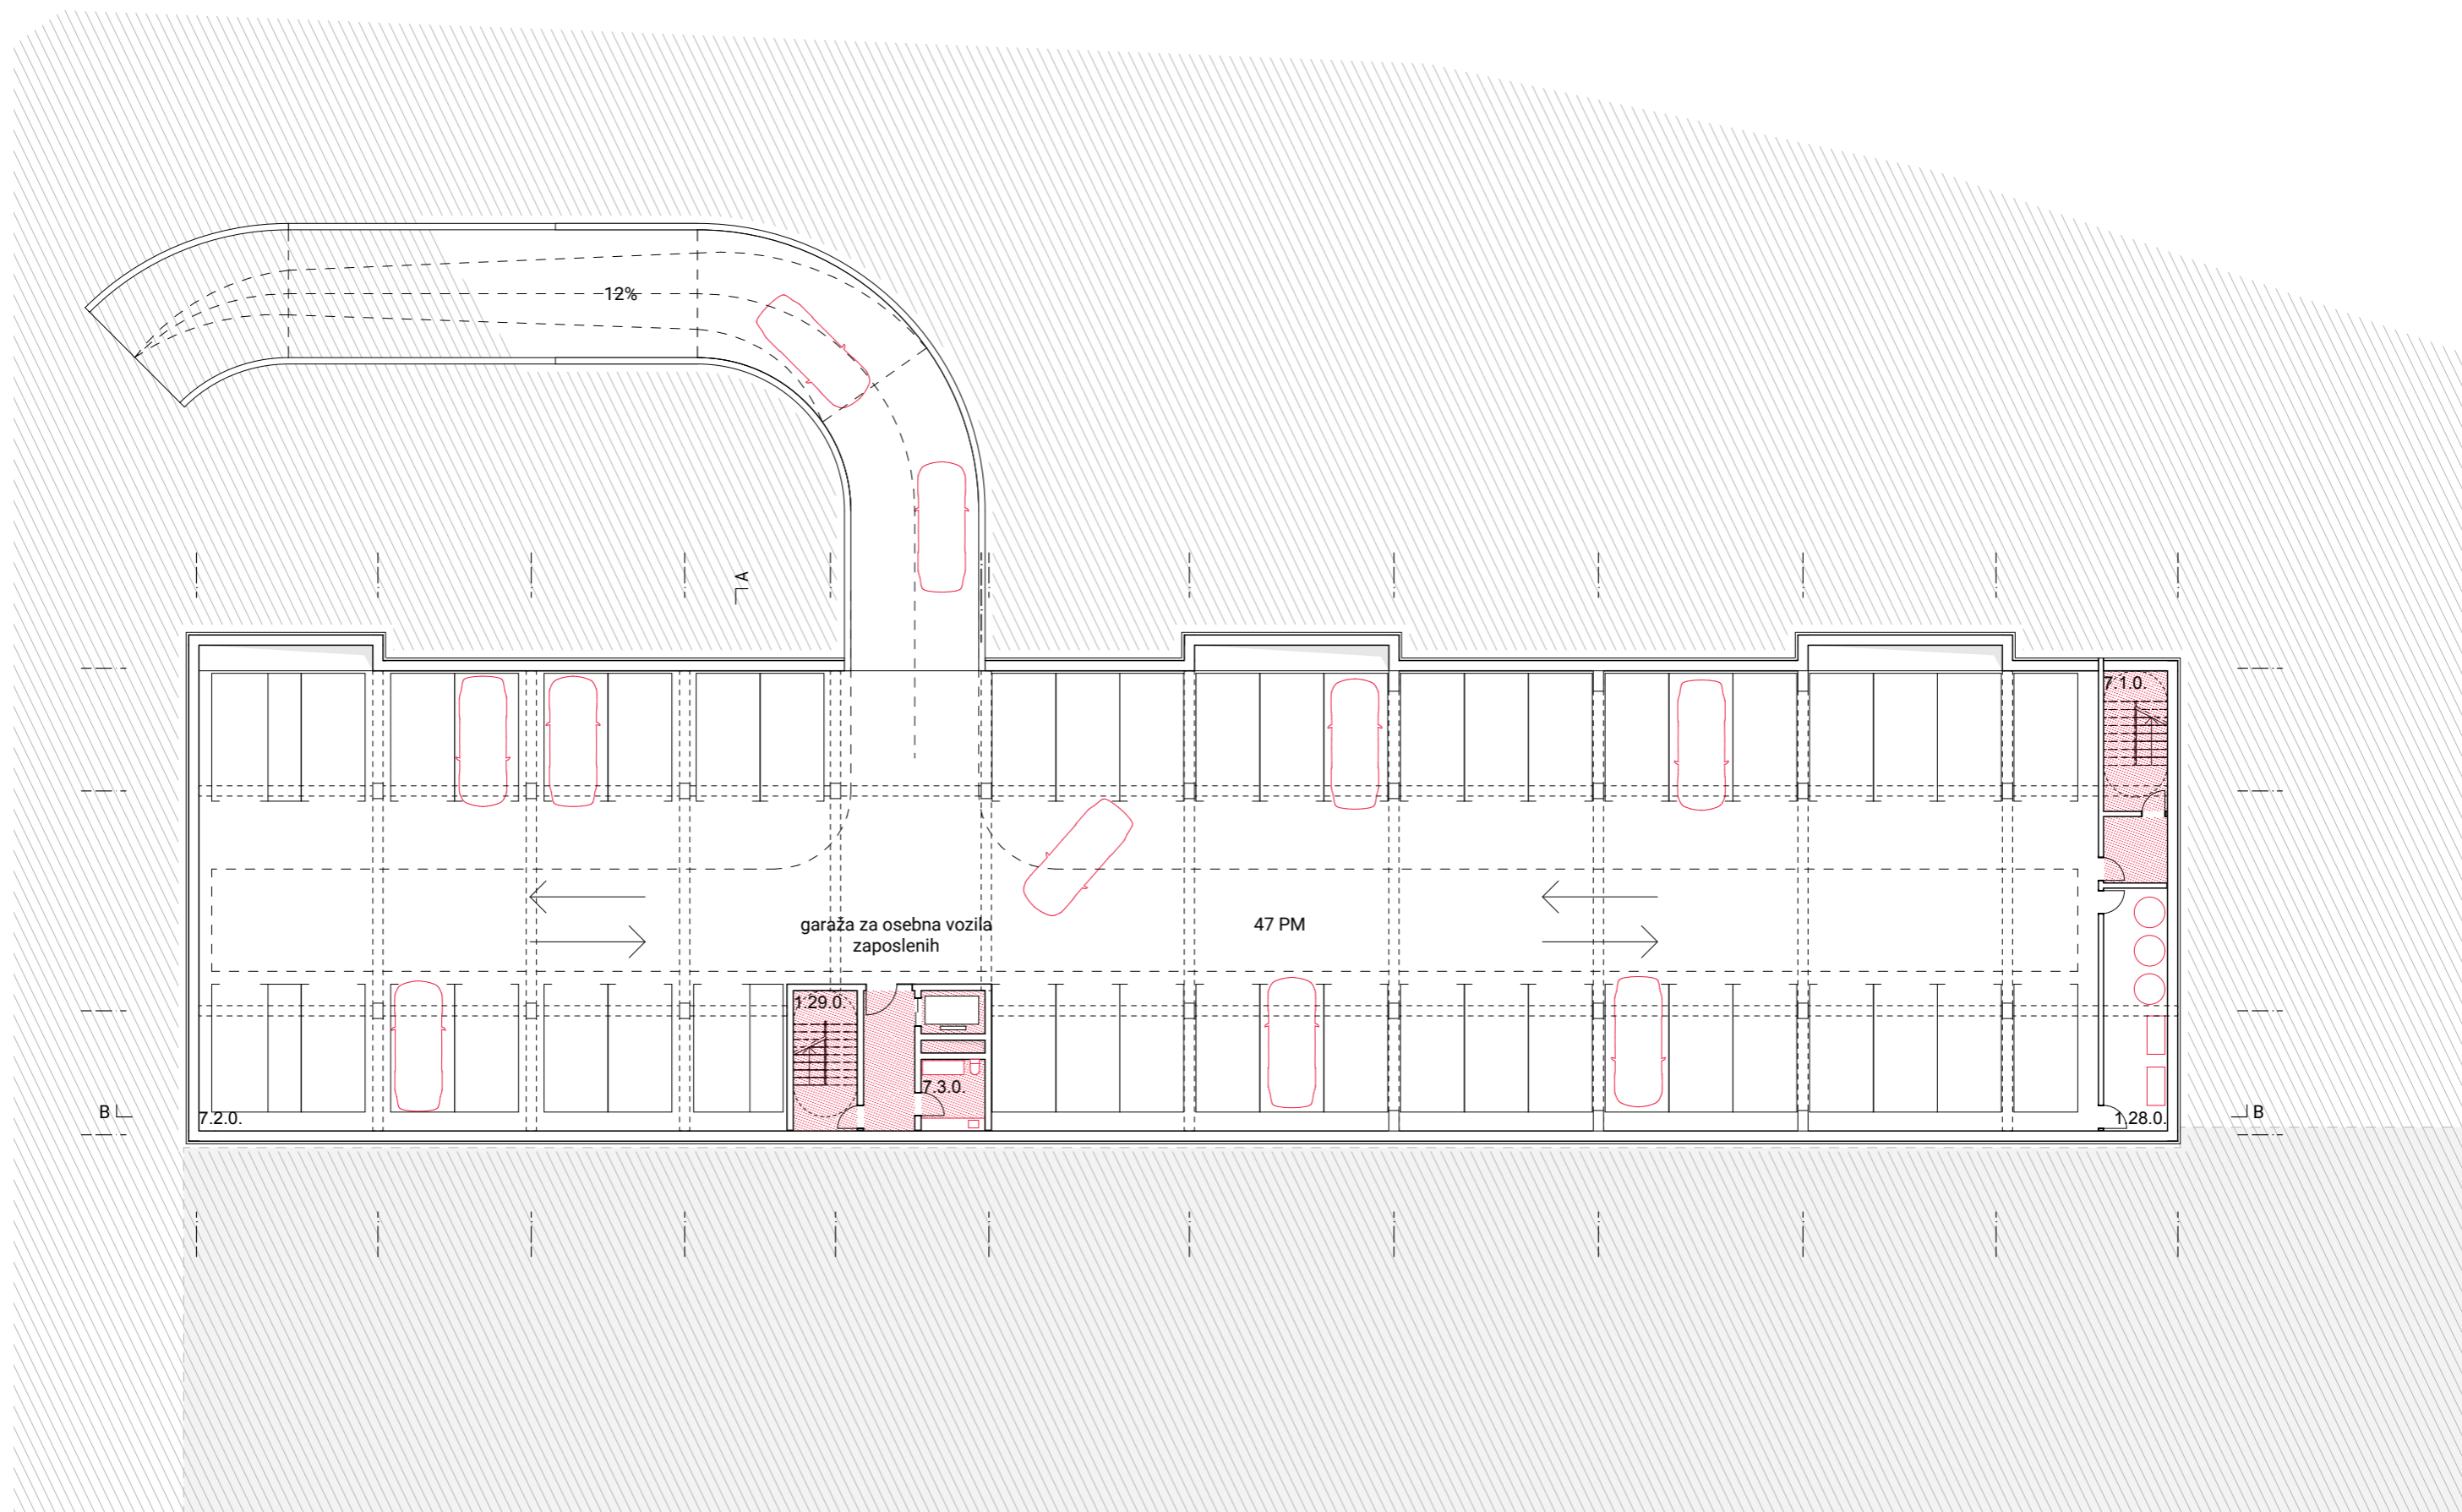 12%
A
7.1.0.
garaža za osebna vozila
zaposlenih
47 PM
1.29.0.
7.3.0.
B
7.2.0.
1.28.0.
B